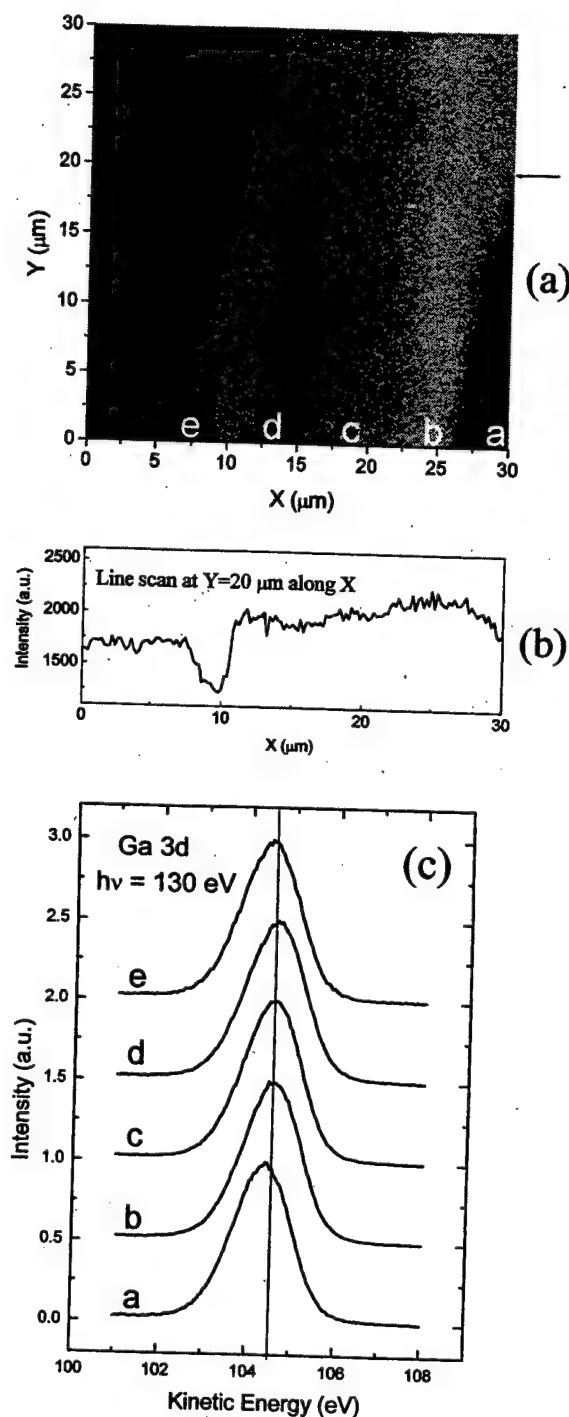 30
25
20
15
10
5
0
Y (μm)
(a)
e d c b a
0 5 10 15 20 25 30
X (μm)
2500
2000
1500
Intensity (a.u.)
Line scan at Y=20 μm along X
(b)
0 10 20 30
X (μm)
3.0
2.5
2.0
1.5
1.0
0.5
0.0
Intensity (a.u.)
Ga 3d
hν = 130 eV
(c)
e
d
c
b
a
100 102 104 106 108
Kinetic Energy (eV)